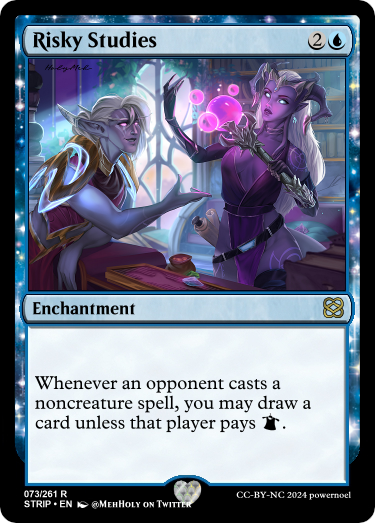 Risky Studies 2
Enchantment
Whenever an opponent casts a
noncreature spell, you may draw a
card unless that player pays .
073/261 R
STRIP • EN @MehHoly on Twitter
CC-BY-NC 2024 powernoel